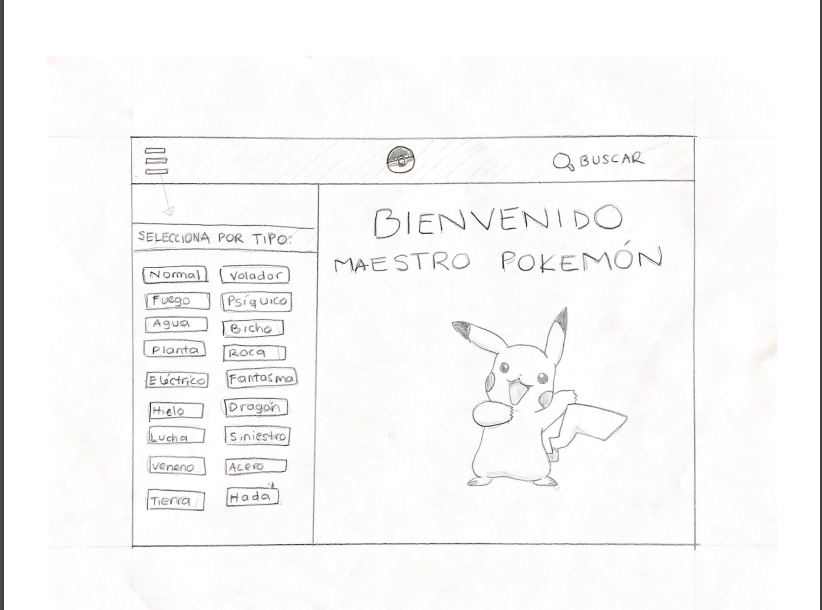 BUSCAR
BIENVENIDO
MAESTRO POKEMÓN
SELECCIONA POR TIPO:
Normal
Volador
Fuego
Psíquico
Agua
Bicho
Planta
Roca
Eléctrico
Fantasma
Hielo
Dragón
Lucha
Siniestro
Veneno
Acero
Tierra
Hada